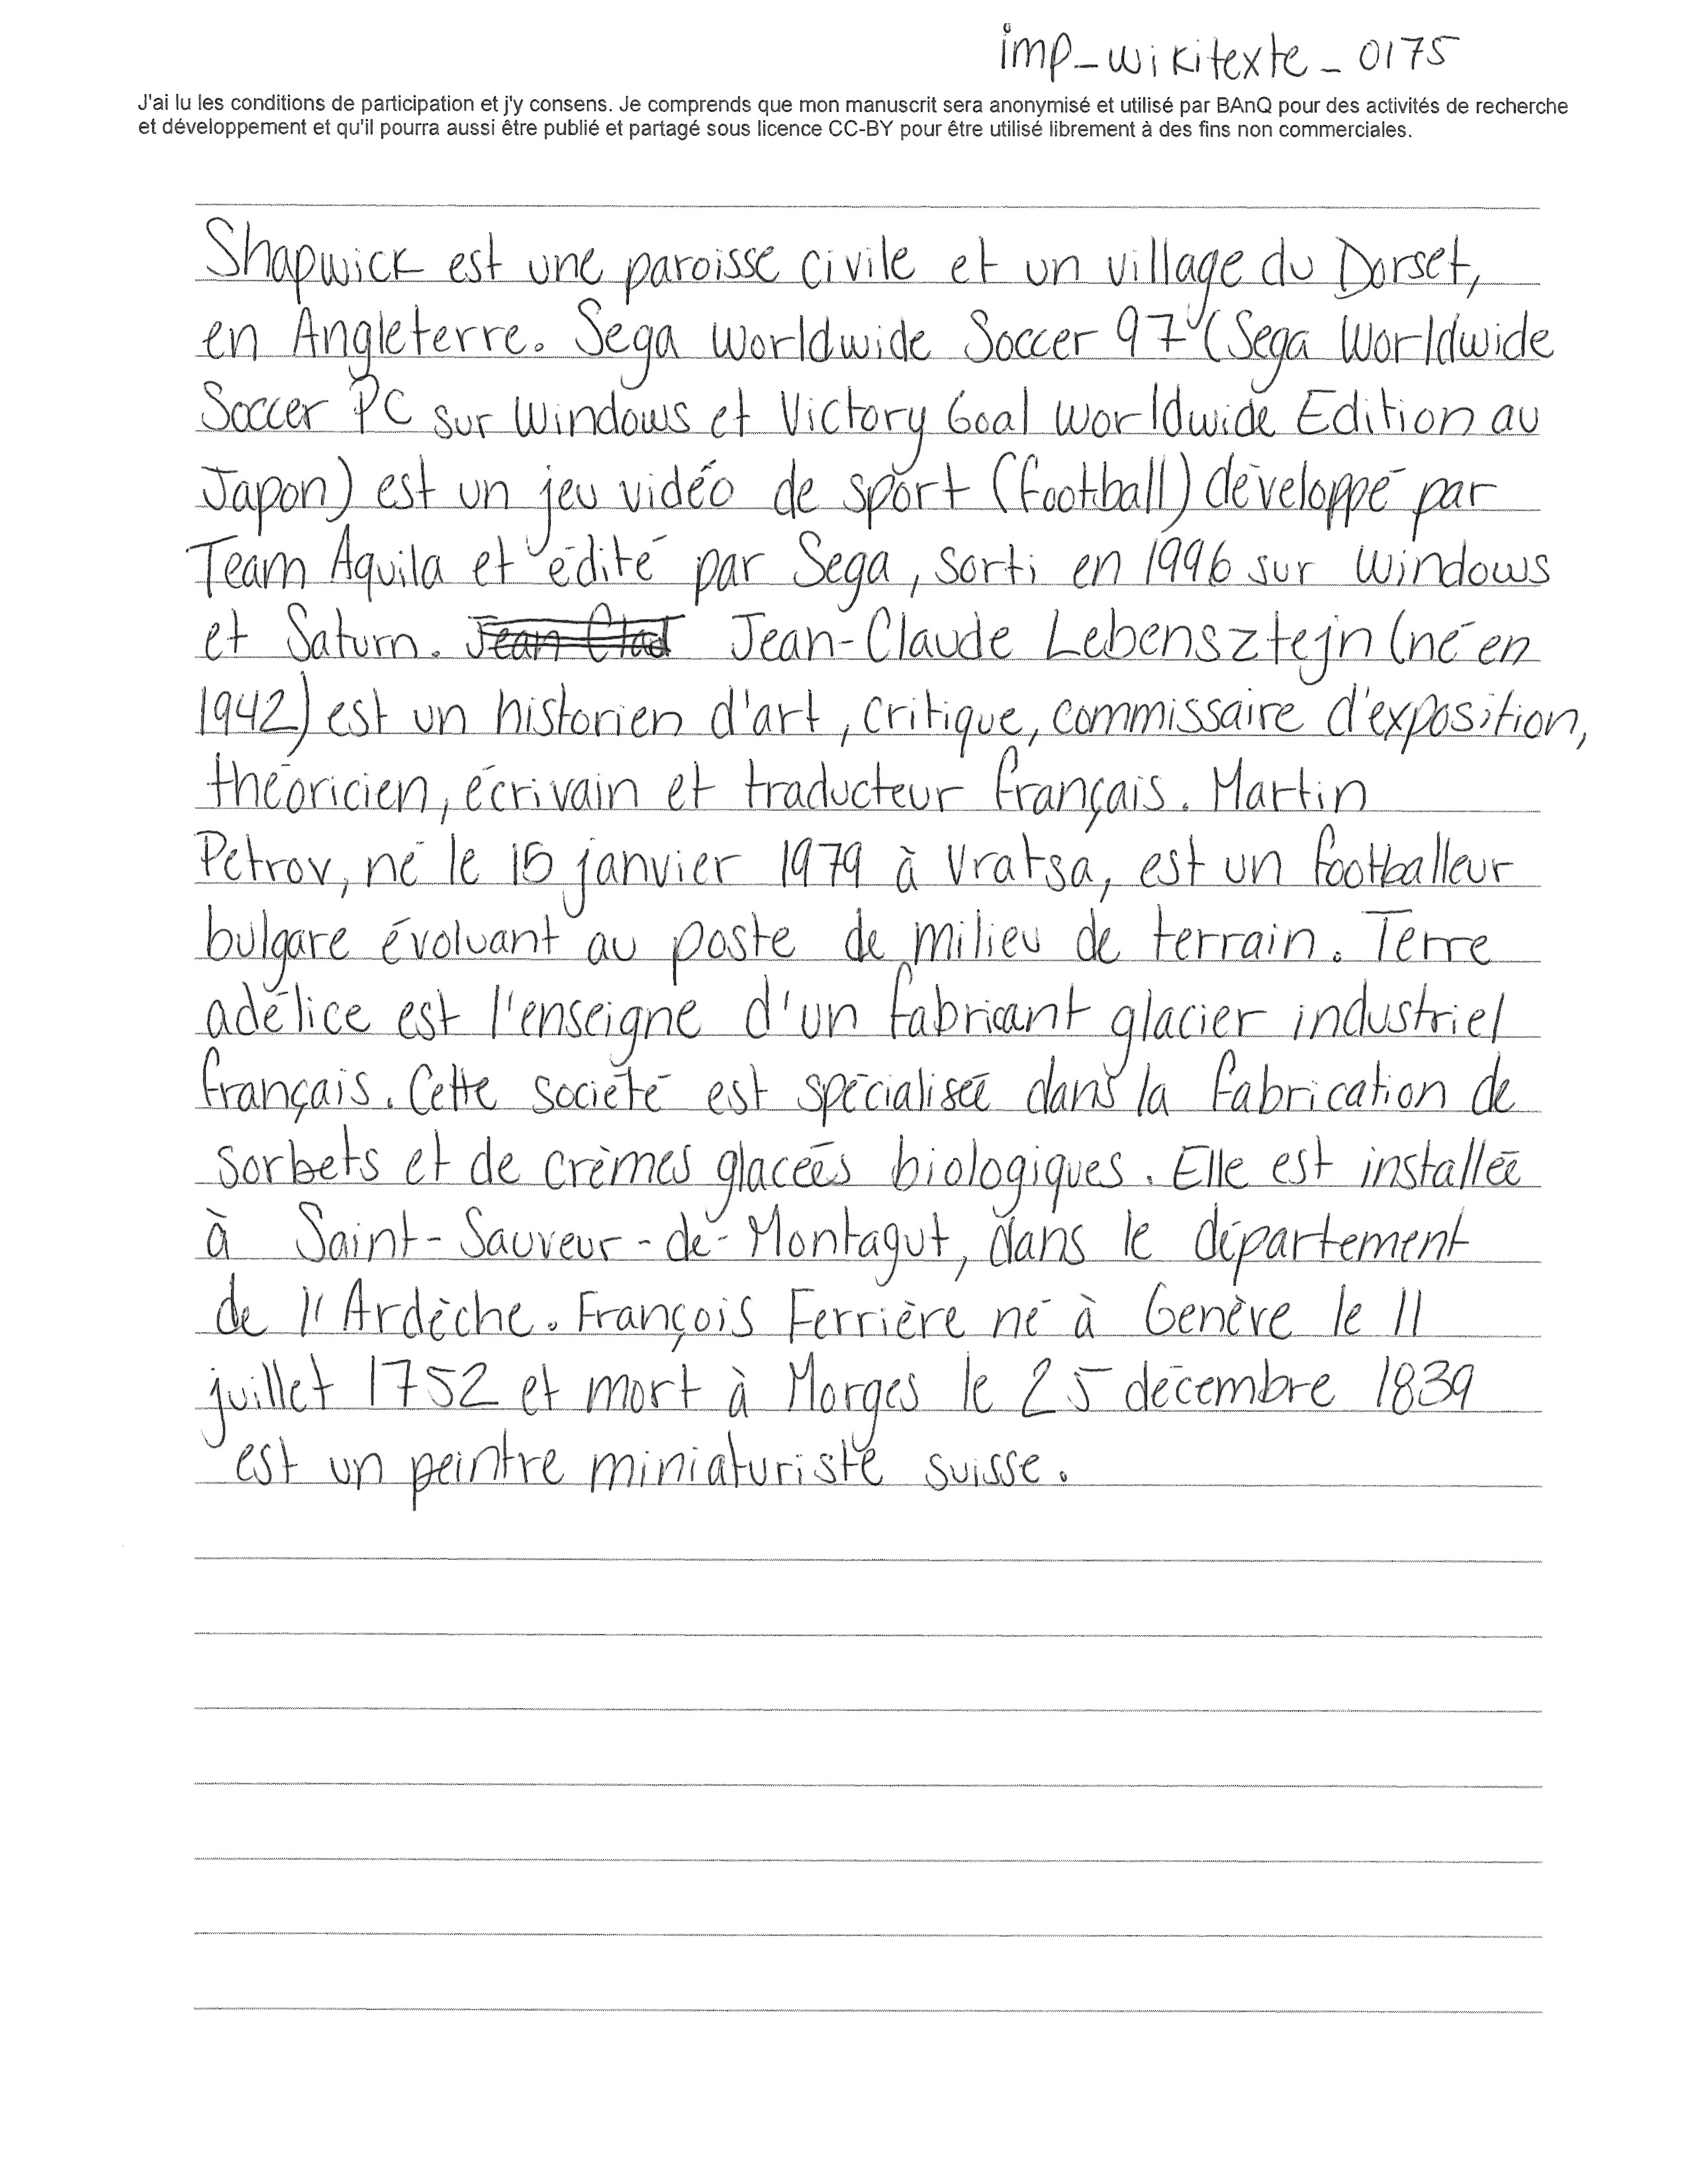 imp_wikitexte_0175
J'ai lu les conditions de participation et j'y consens. Je comprends que mon manuscrit sera anonymisé et utilisé par BAnQ pour des activités de recherche
et développement et qu'il pourra aussi être publié et partagé sous licence CC-BY pour être utilisé librement à des fins non commerciales.
Shapwick est une paroisse civile et un village du Dorset,
en Angleterre. Sega Worldwide Soccer 97 (Sega Worldwide
Soccer PC sur Windows et Victory Goal Worldwide Edition au
Japon) est un jeu vidéo de sport (football) développé par
Team Aquila et édité par Sega, sorti en 1996 sur Windows
et Saturn. Jean Clad Jean-Claude Lebensztejn (né en
1942) est un historien d'art, critique, commissaire d'exposition,
théoricien, écrivain et traducteur français. Martin
Petrov, né le 15 janvier 1979 à Vratsa, est un footballeur
bulgare évoluant au poste de milieu de terrain. Terre
adélice est l'enseigne d'un fabricant glacier industriel
français. Cette société est spécialisée dans la fabrication de
sorbets et de crèmes glacées biologiques. Elle est installée
à Saint-Sauveur-de-Montagut, dans le département
de l'Ardèche. François Ferrière né à Genève le 11
juillet 1752 et mort à Morges le 25 décembre 1839
est un peintre miniaturiste suisse.